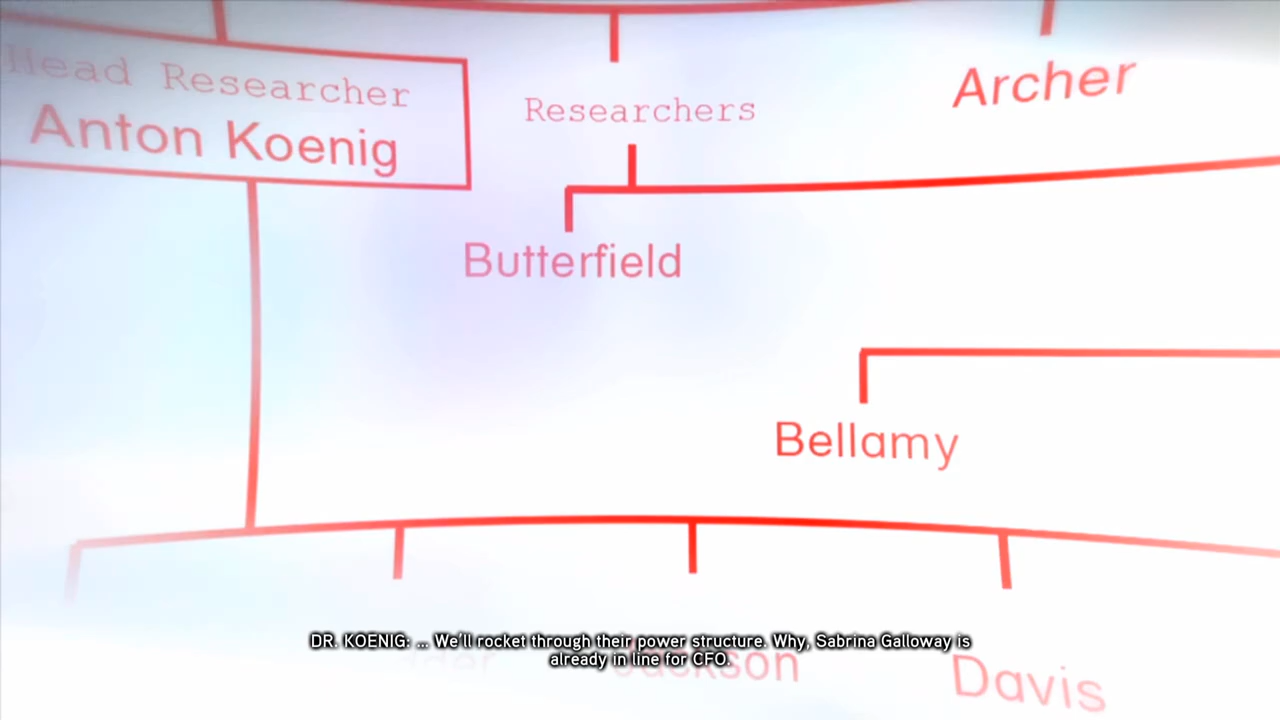 Head Researcher
Anton Koenig
Researchers
Archer
Butterfield
Bellamy
DR. KOENIG: ... We'll rocket through their power structure. Why, Sabrina Galloway is
already in line for CFO.
Jackson
Davis